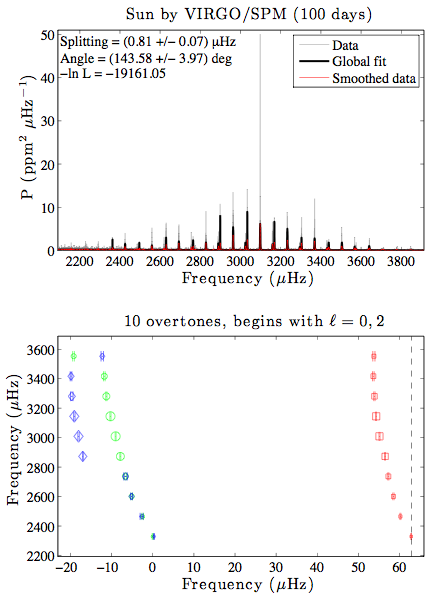 Sun by VIRGO/SPM (100 days)
Splitting = (0.81 +/− 0.07) μHz
Angle = (143.58 +/− 3.97) deg
−ln L = −19161.05
Data
Global fit
Smoothed data
P (ppm² μHz⁻¹)
50
40
30
20
10
0
2200 2400 2600 2800 3000 3200 3400 3600 3800
Frequency (μHz)
10 overtones, begins with ℓ = 0, 2
Frequency (μHz)
3600
3400
3200
3000
2800
2600
2400
2200
−20 −10 0 10 20 30 40 50 60
Frequency (μHz)